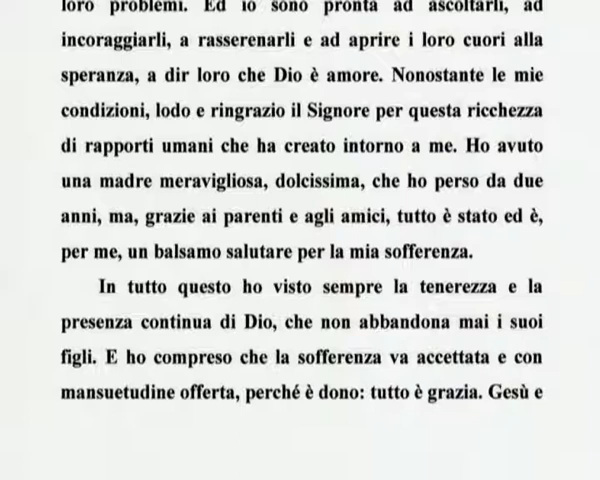 loro problemi. Ed io sono pronta ad ascoltarli, ad
incoraggiarli, a rasserenarli e ad aprire i loro cuori alla
speranza, a dir loro che Dio è amore. Nonostante le mie
condizioni, lodo e ringrazio il Signore per questa ricchezza
di rapporti umani che ha creato intorno a me. Ho avuto
una madre meravigliosa, dolcissima, che ho perso da due
anni, ma, grazie ai parenti e agli amici, tutto è stato ed è,
per me, un balsamo salutare per la mia sofferenza.
In tutto questo ho visto sempre la tenerezza e la
presenza continua di Dio, che non abbandona mai i suoi
figli. E ho compreso che la sofferenza va accettata e con
mansuetudine offerta, perché è dono: tutto è grazia. Gesù e